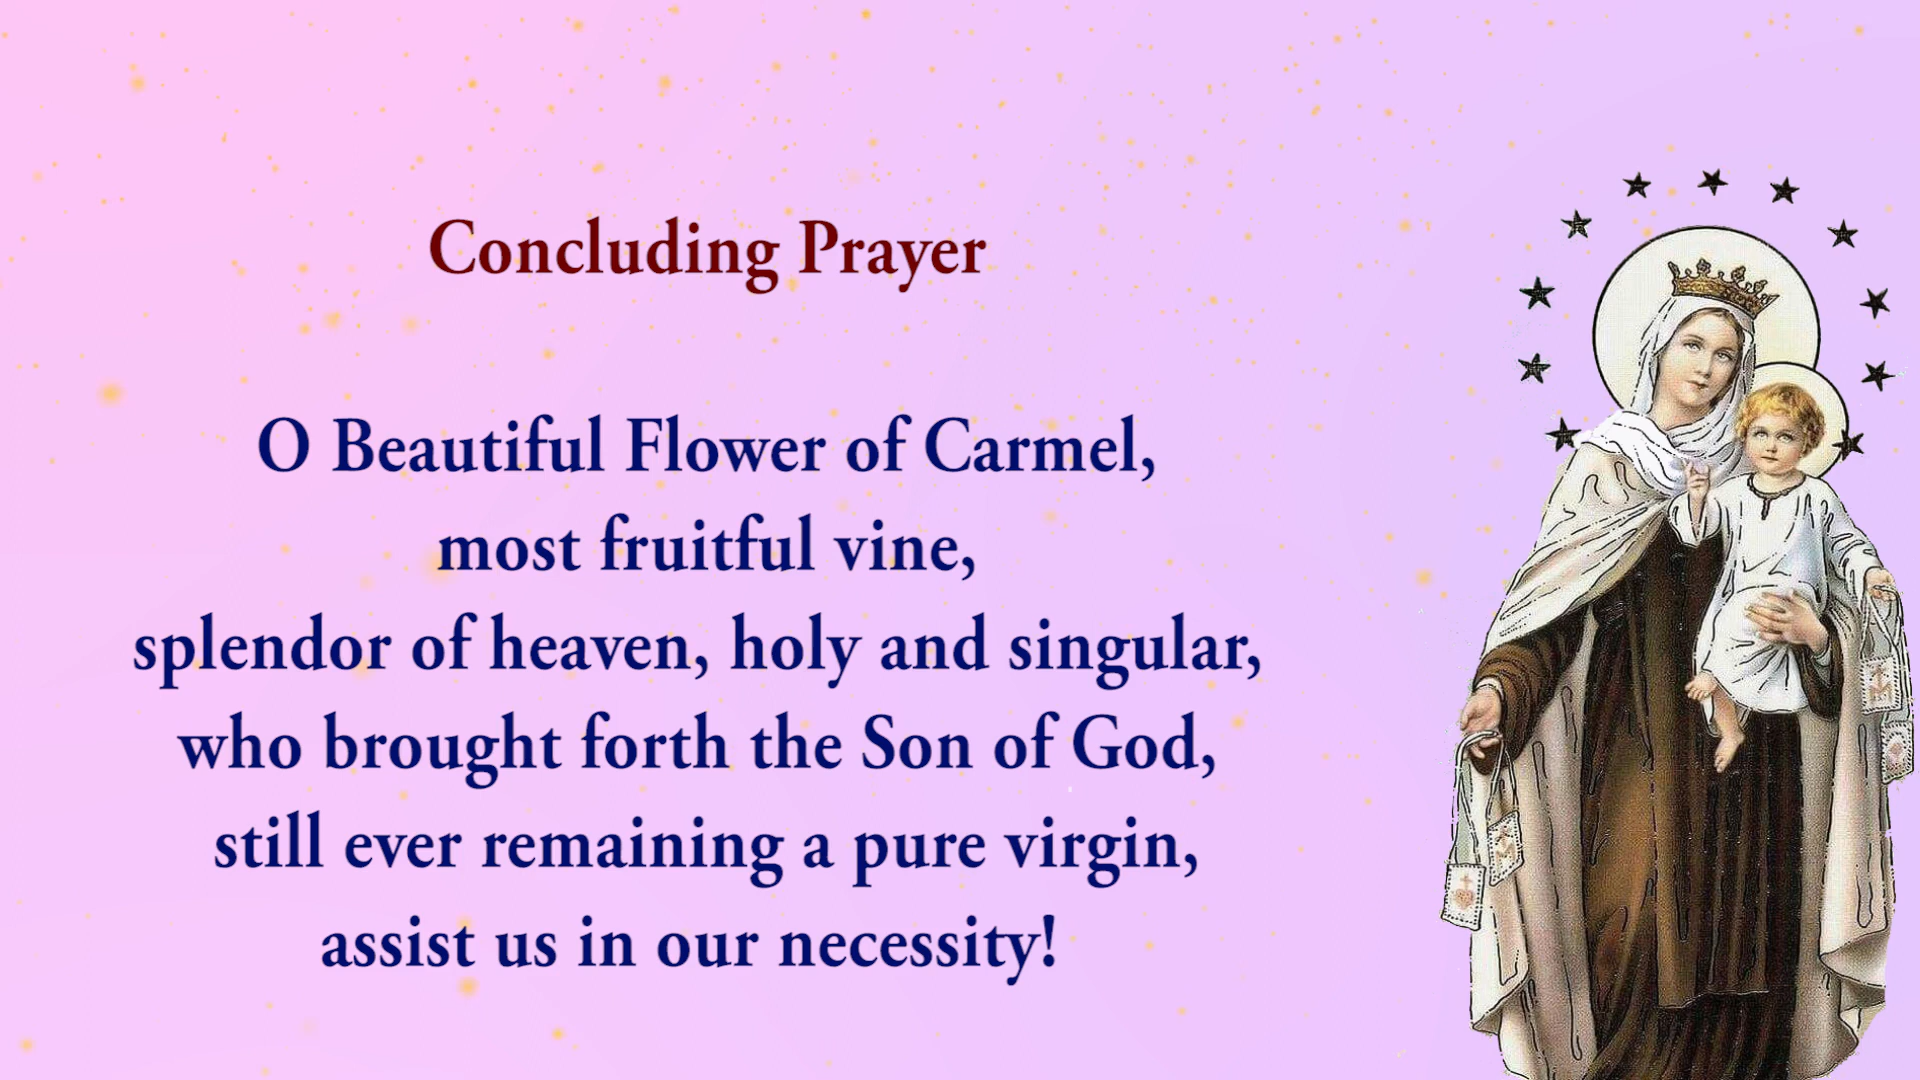 Concluding Prayer
O Beautiful Flower of Carmel,
most fruitful vine,
splendor of heaven, holy and singular,
who brought forth the Son of God,
still ever remaining a pure virgin,
assist us in our necessity!